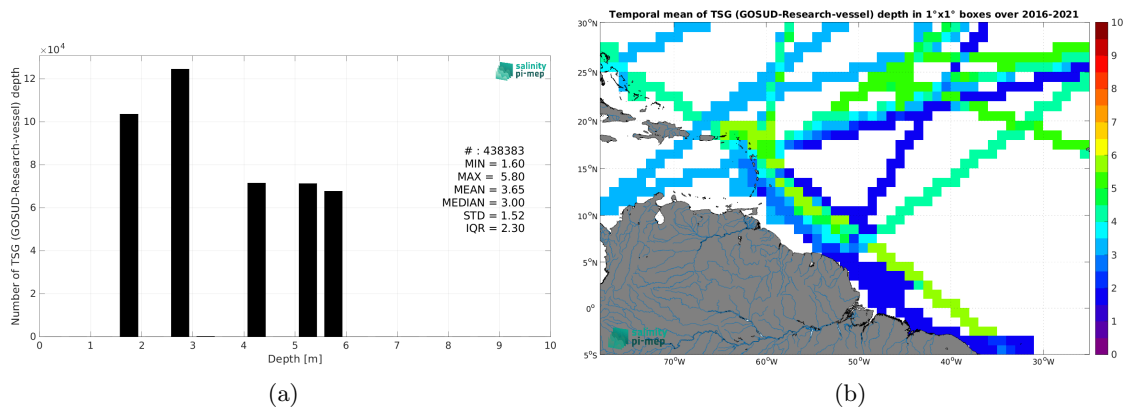 ×10⁴
12
10
8
6
4
2
0
Number of TSG (GOSUD-Research-vessel) depth
salinity
pi-mep
# : 438383
MIN = 1.60
MAX = 5.80
MEAN = 3.65
MEDIAN = 3.00
STD = 1.52
IQR = 2.30
0 1 2 3 4 5 6 7 8 9 10
Depth [m]
(a)
Temporal mean of TSG (GOSUD-Research-vessel) depth in 1°x1° boxes over 2016-2021
30°N
25°N
20°N
15°N
10°N
5°N
0°
5°S
70°W 60°W 50°W 40°W 30°W
salinity
pi-mep
10
9
8
7
6
5
4
3
2
1
0
(b)